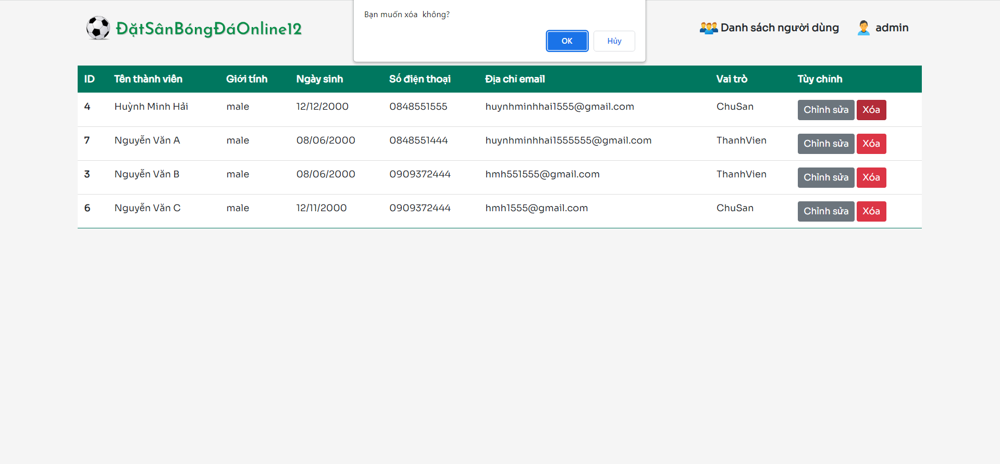 Bạn muốn xóa  không?
OK Hủy
ĐặtSânBóngĐáOnline12 Danh sách người dùng admin
ID Tên thành viên Giới tính Ngày sinh Số điện thoại Địa chỉ email Vai trò Tùy chỉnh
4 Huỳnh Minh Hải male 12/12/2000 0848551555 huynhminhhai1555@gmail.com ChuSan Chỉnh sửa Xóa
7 Nguyễn Văn A male 08/06/2000 0848551444 huynhminhhai1555555@gmail.com ThanhVien Chỉnh sửa Xóa
3 Nguyễn Văn B male 08/06/2000 0909372444 hmh551555@gmail.com ThanhVien Chỉnh sửa Xóa
6 Nguyễn Văn C male 12/11/2000 0909372444 hmh1555@gmail.com ChuSan Chỉnh sửa Xóa